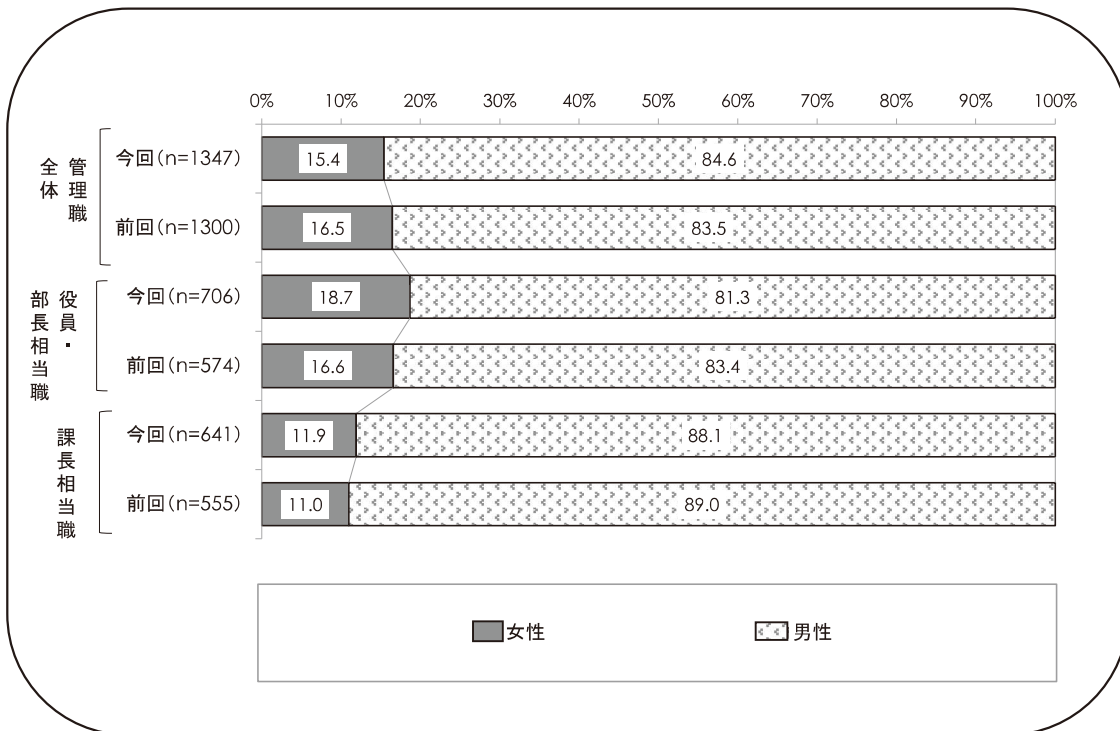 0% 10% 20% 30% 40% 50% 60% 70% 80% 90% 100%
管理職
全体
今回(n=1347) 15.4 84.6
前回(n=1300) 16.5 83.5
役員・
部長相当職
今回(n=706) 18.7 81.3
前回(n=574) 16.6 83.4
課長相当職
今回(n=641) 11.9 88.1
前回(n=555) 11.0 89.0
女性 男性